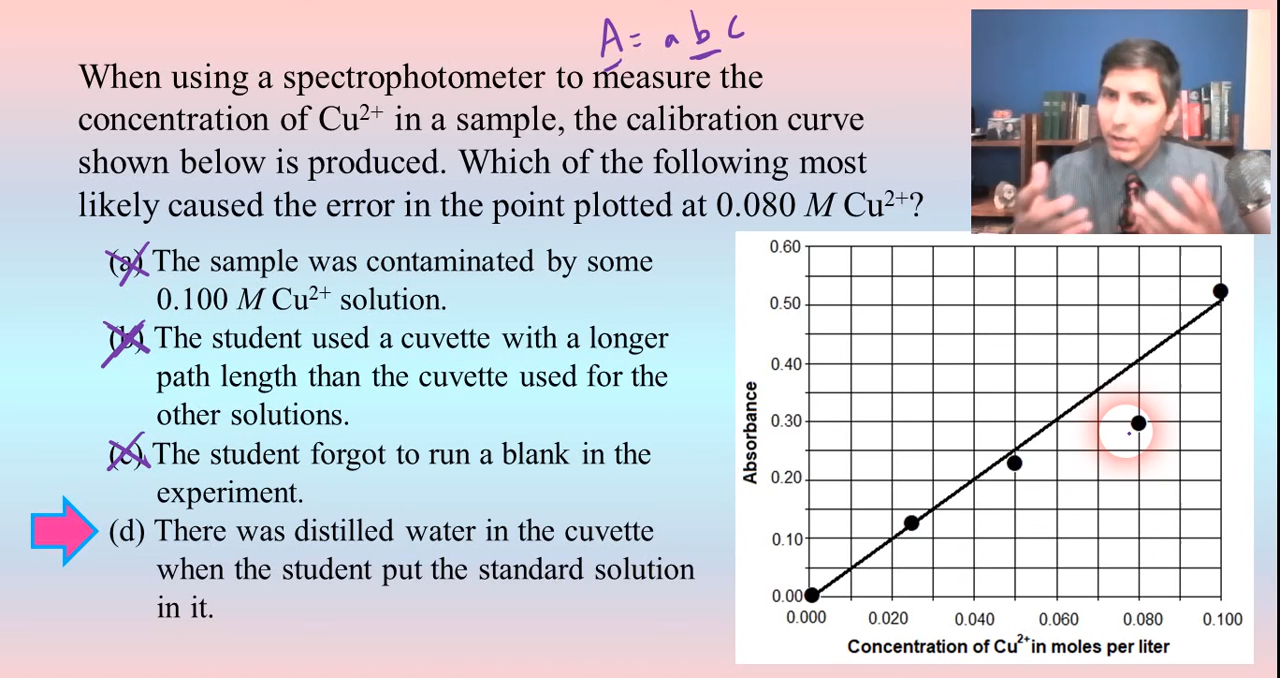 A = a b c
When using a spectrophotometer to measure the
concentration of Cu²⁺ in a sample, the calibration curve
shown below is produced. Which of the following most
likely caused the error in the point plotted at 0.080 M Cu²⁺?
(a) The sample was contaminated by some
0.100 M Cu²⁺ solution.
(b) The student used a cuvette with a longer
path length than the cuvette used for the
other solutions.
(c) The student forgot to run a blank in the
experiment.
(d) There was distilled water in the cuvette
when the student put the standard solution
in it.
0.60
0.50
0.40
0.30
0.20
0.10
0.00
Absorbance
0.000 0.020 0.040 0.060 0.080 0.100
Concentration of Cu²⁺ in moles per liter